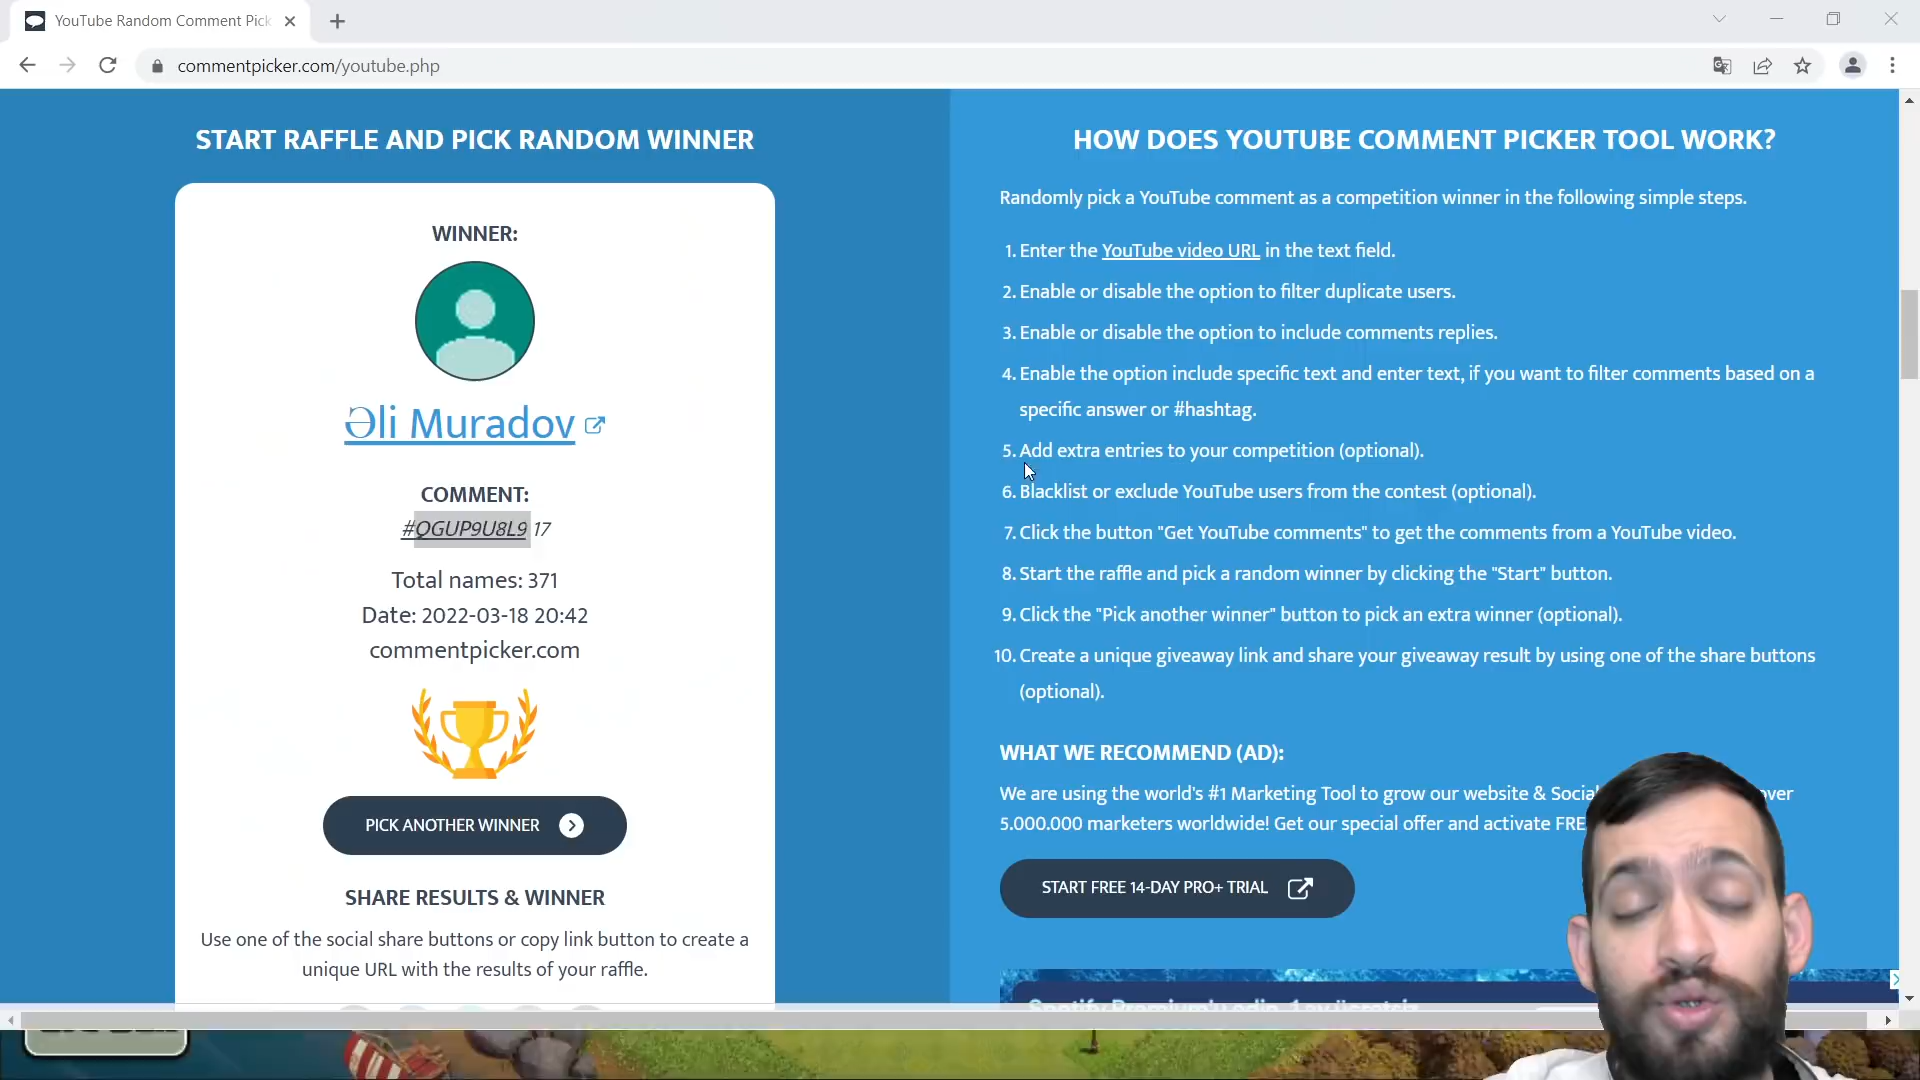 YouTube Random Comment Pick
commentpicker.com/youtube.php
START RAFFLE AND PICK RANDOM WINNER
WINNER:
Əli Muradov
COMMENT:
#QGUP9U8L9 17
Total names: 371
Date: 2022-03-18 20:42
commentpicker.com
PICK ANOTHER WINNER
SHARE RESULTS & WINNER
Use one of the social share buttons or copy link button to create a
unique URL with the results of your raffle.
HOW DOES YOUTUBE COMMENT PICKER TOOL WORK?
Randomly pick a YouTube comment as a competition winner in the following simple steps.
1. Enter the YouTube video URL in the text field.
2. Enable or disable the option to filter duplicate users.
3. Enable or disable the option to include comments replies.
4. Enable the option include specific text and enter text, if you want to filter comments based on a
specific answer or #hashtag.
5. Add extra entries to your competition (optional).
6. Blacklist or exclude YouTube users from the contest (optional).
7. Click the button "Get YouTube comments" to get the comments from a YouTube video.
8. Start the raffle and pick a random winner by clicking the "Start" button.
9. Click the "Pick another winner" button to pick an extra winner (optional).
10. Create a unique giveaway link and share your giveaway result by using one of the share buttons
(optional).
WHAT WE RECOMMEND (AD):
We are using the world's #1 Marketing Tool to grow our website & Social over
5.000.000 marketers worldwide! Get our special offer and activate FRE
START FREE 14-DAY PRO+ TRIAL